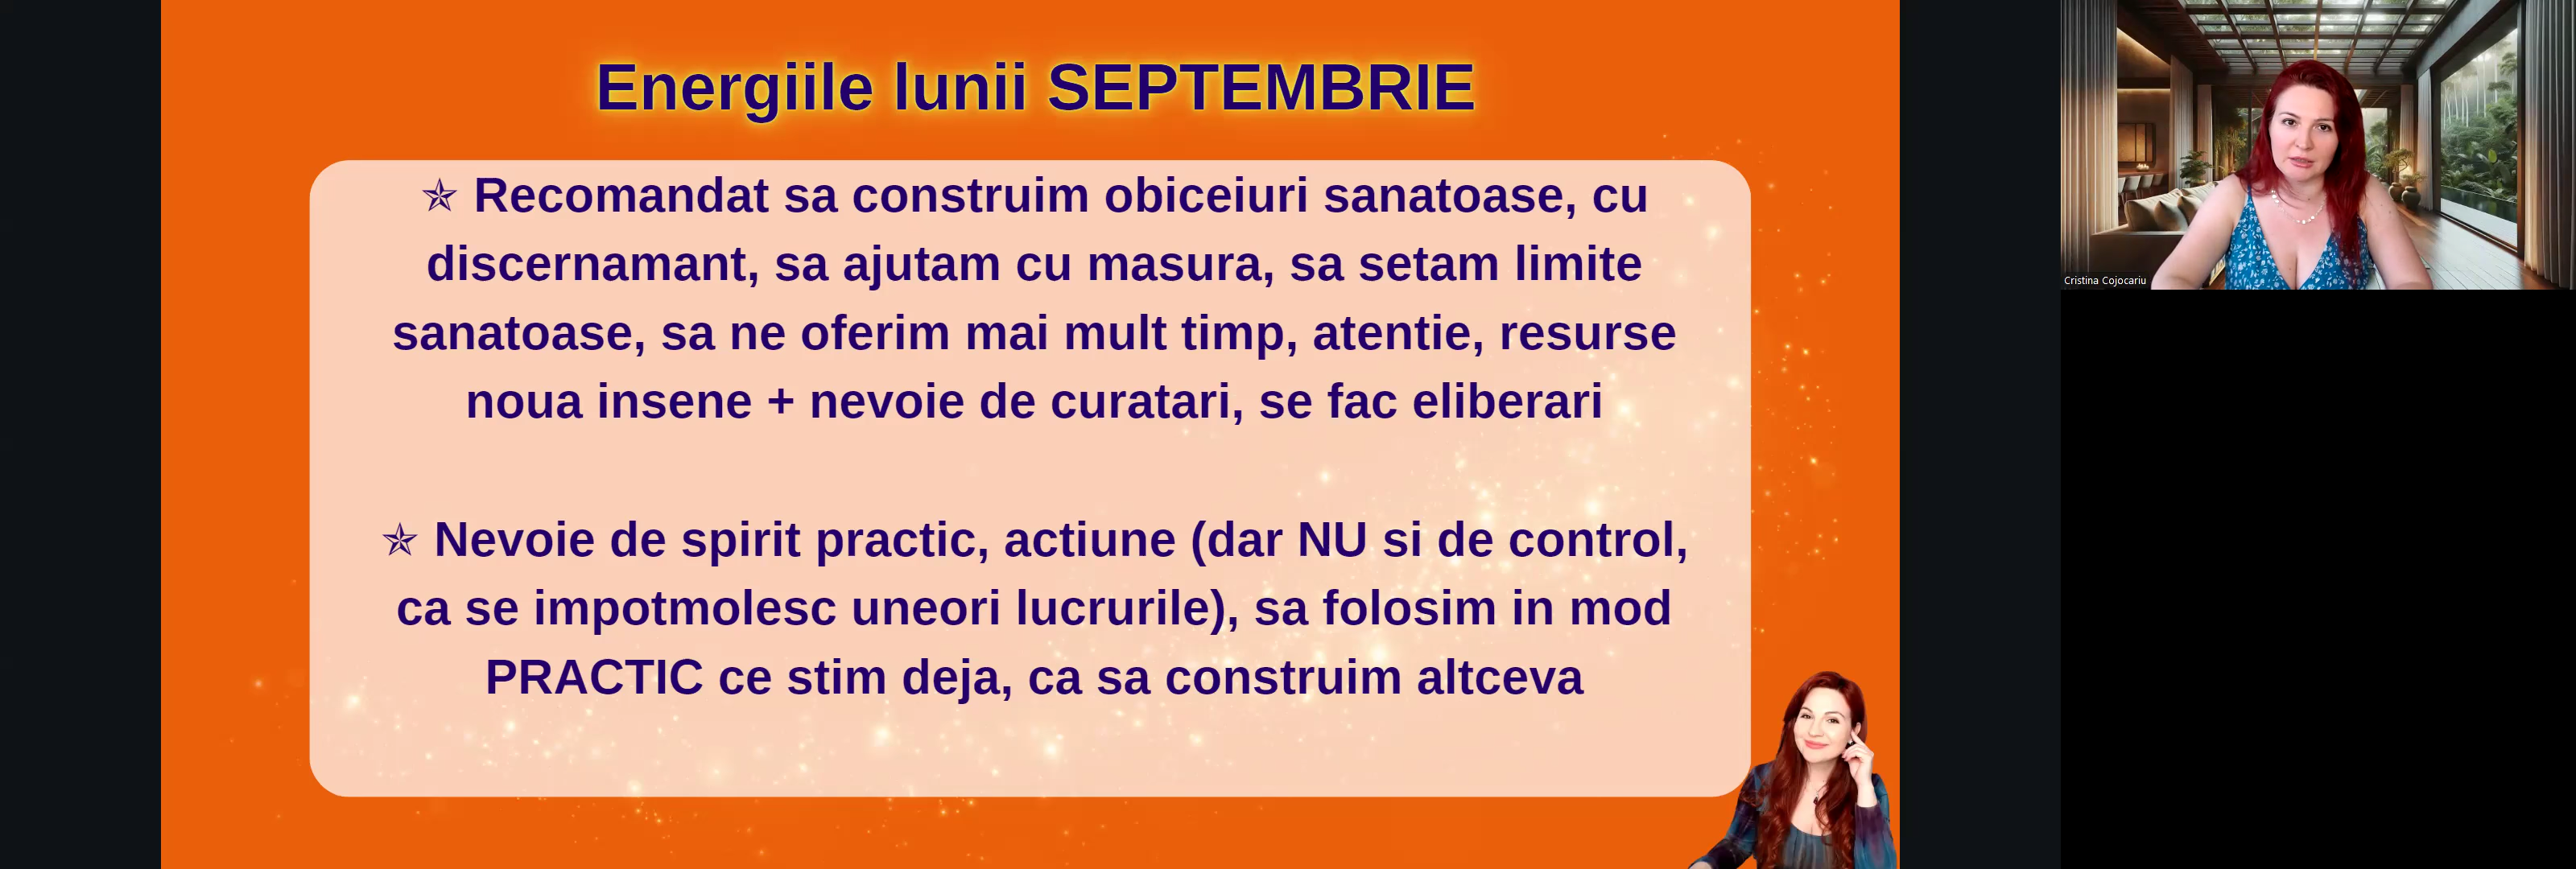 Energiile lunii SEPTEMBRIE
✯ Recomandat sa construim obiceiuri sanatoase, cu
discernamant, sa ajutam cu masura, sa setam limite
sanatoase, sa ne oferim mai mult timp, atentie, resurse
noua insene + nevoie de curatari, se fac eliberari
✯ Nevoie de spirit practic, actiune (dar NU si de control,
ca se impotmolesc uneori lucrurile), sa folosim in mod
PRACTIC ce stim deja, ca sa construim altceva
Cristina Cojocariu